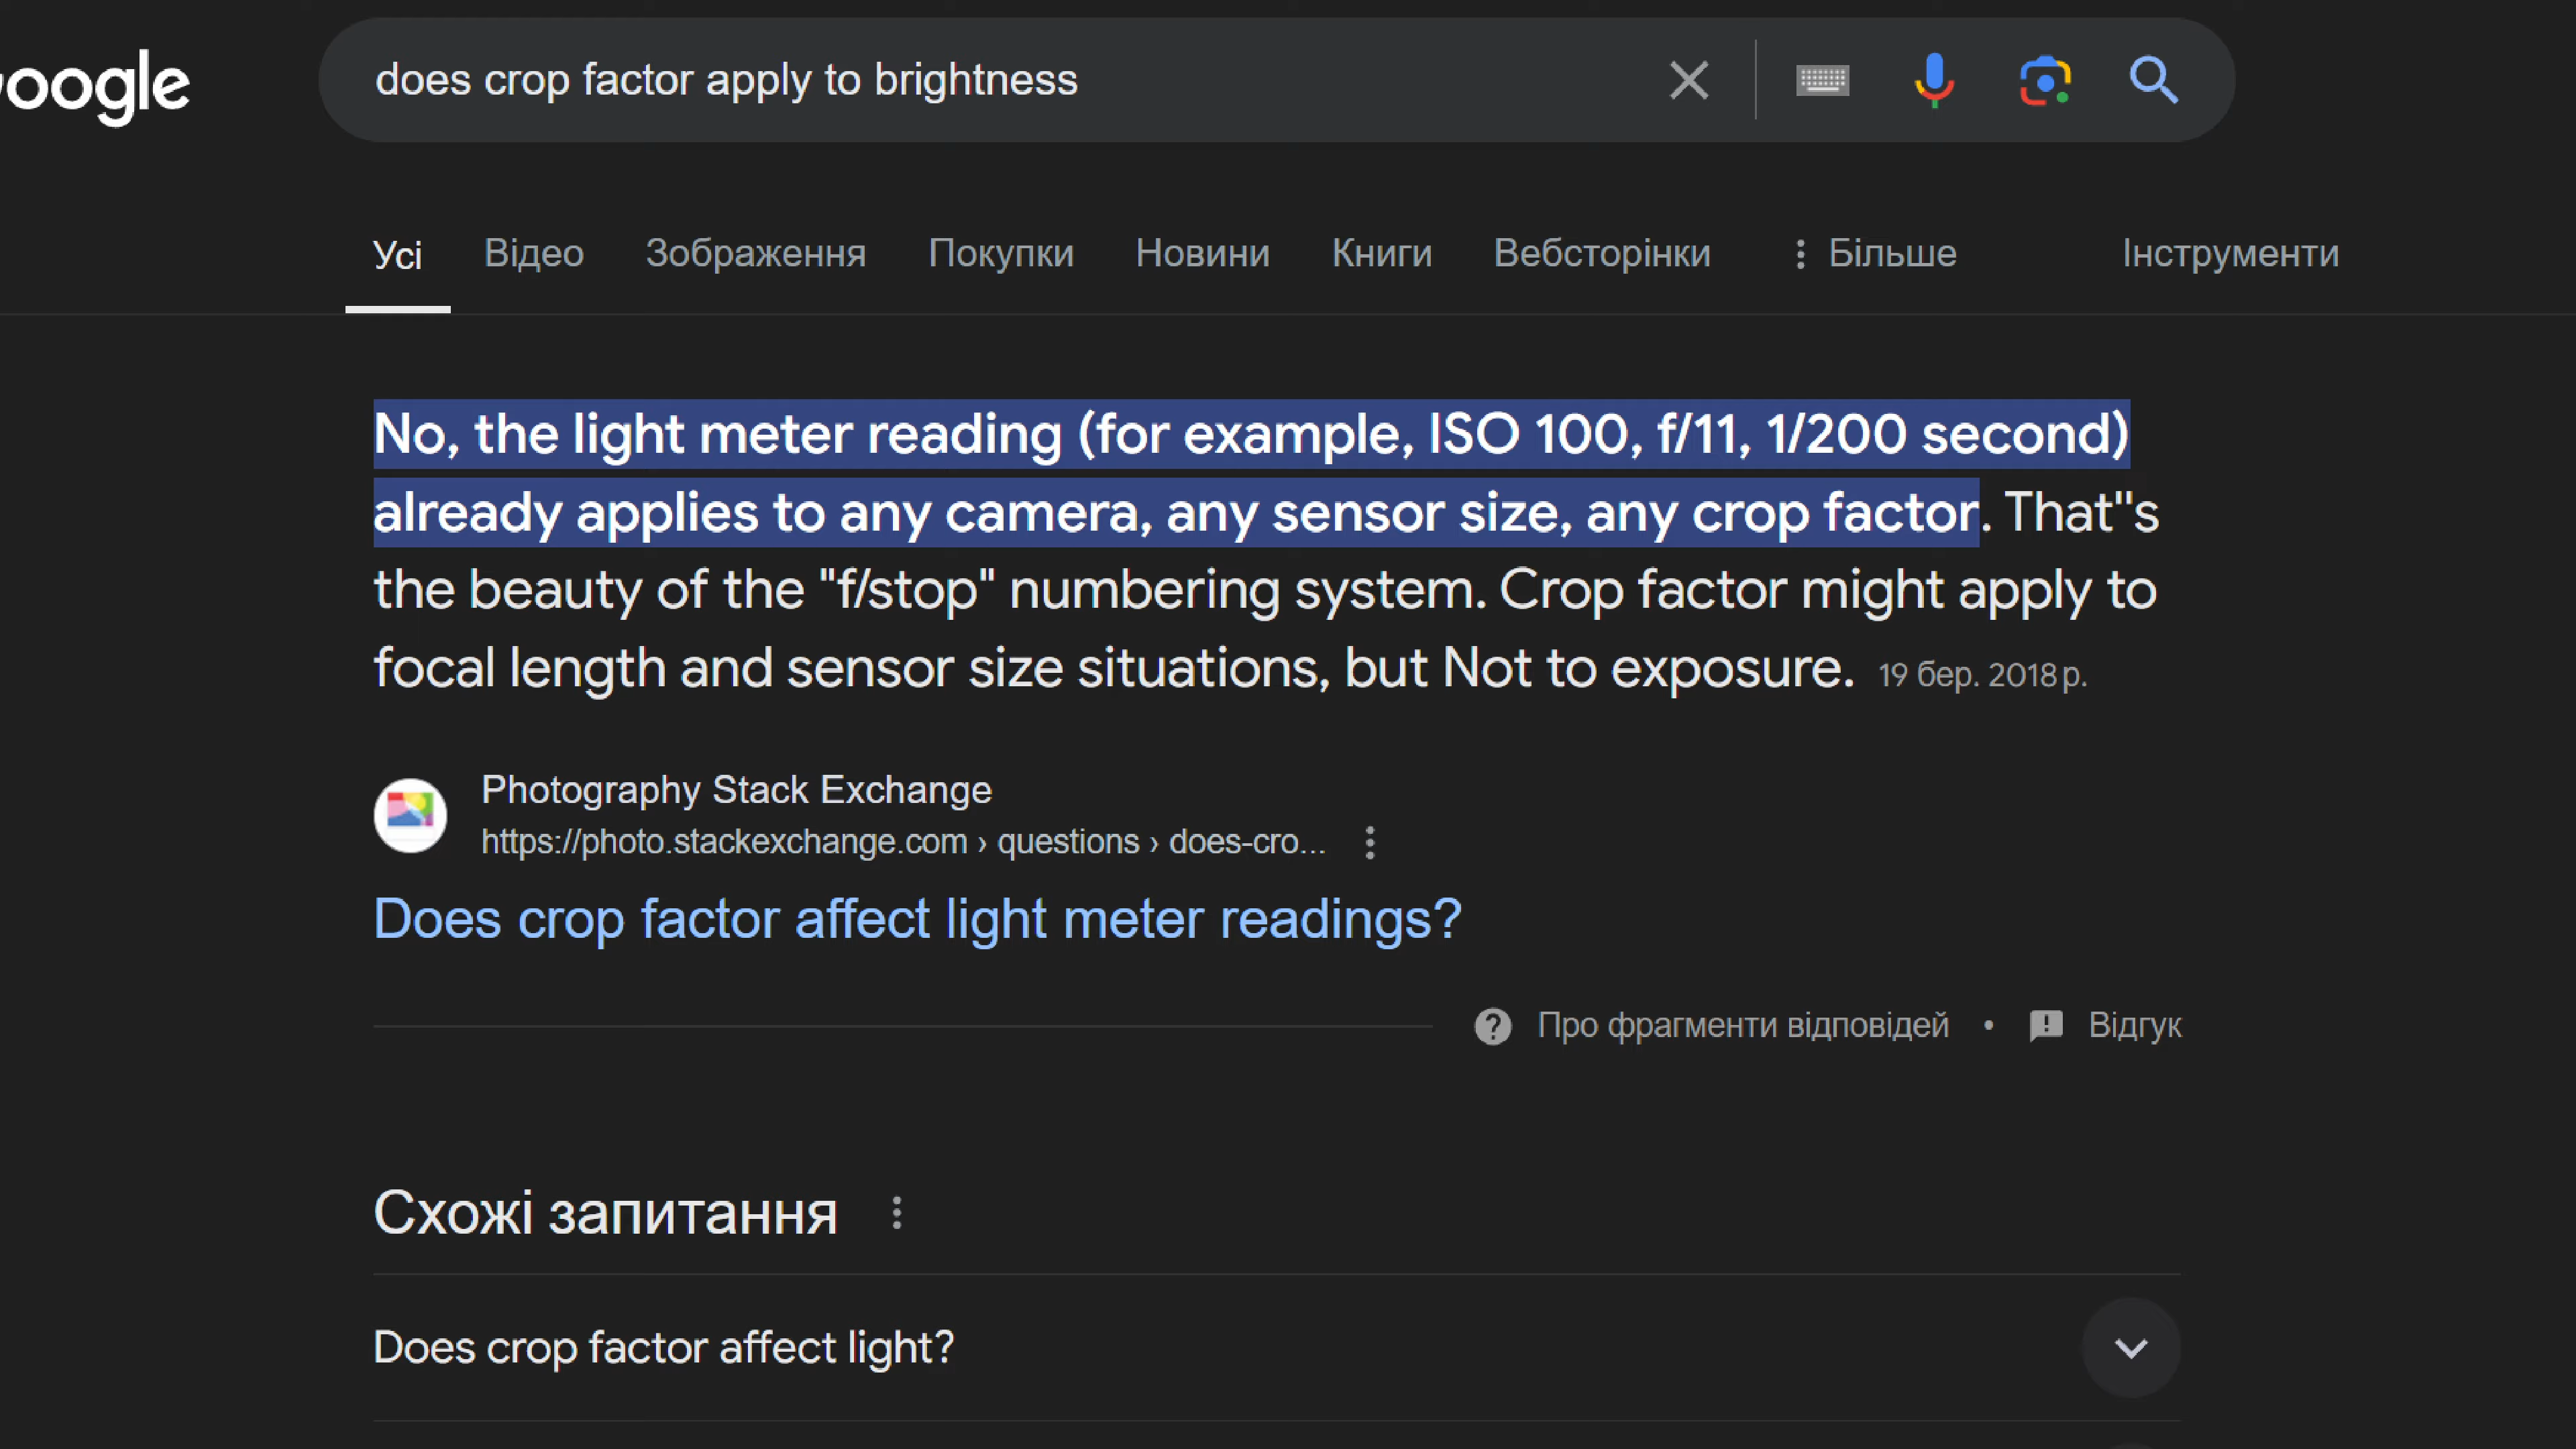 oogle
does crop factor apply to brightness
Усі Відео Зображення Покупки Новини Книги Вебсторінки Більше Інструменти
No, the light meter reading (for example, ISO 100, f/11, 1/200 second)
already applies to any camera, any sensor size, any crop factor. That"s
the beauty of the "f/stop" numbering system. Crop factor might apply to
focal length and sensor size situations, but Not to exposure. 19 бер. 2018 р.
Photography Stack Exchange
https://photo.stackexchange.com › questions › does-cro...
Does crop factor affect light meter readings?
Про фрагменти відповідей • Відгук
Схожі запитання
Does crop factor affect light?